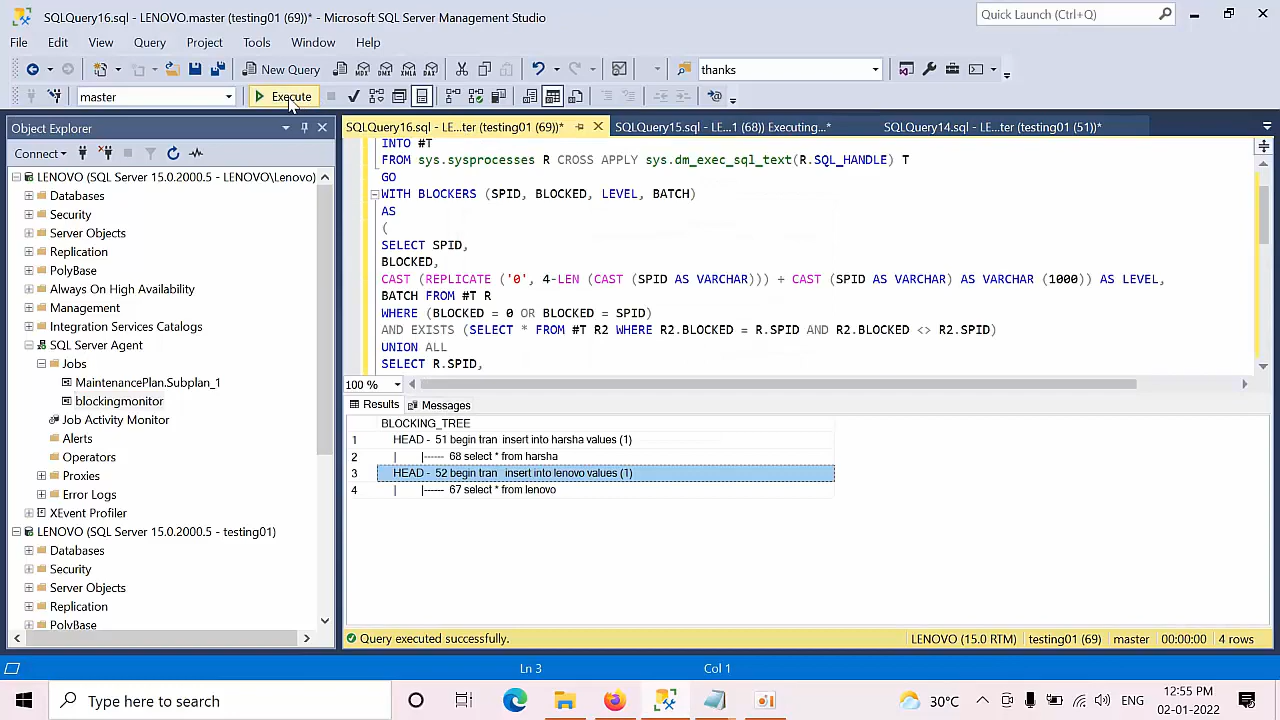 SQLQuery16.sql - LENOVO.master (testing01 (69))* - Microsoft SQL Server Management Studio
Quick Launch (Ctrl+Q)
File Edit View Query Project Tools Window Help
New Query
MDX DMX XMLA DAX
thanks
master
Execute
Object Explorer
SQLQuery16.sql - LE...ter (testing01 (69))*
SQLQuery15.sql - LE...1 (68)) Executing...*
SQLQuery14.sql - LE...ter (testing01 (51))*
Connect
LENOVO (SQL Server 15.0.2000.5 - LENOVO\Lenovo)
Databases
Security
Server Objects
Replication
PolyBase
Always On High Availability
Management
Integration Services Catalogs
SQL Server Agent
Jobs
MaintenancePlan.Subplan_1
blockingmonitor
Job Activity Monitor
Alerts
Operators
Proxies
Error Logs
XEvent Profiler
LENOVO (SQL Server 15.0.2000.5 - testing01)
Databases
Security
Server Objects
Replication
PolyBase
INTO #T
FROM sys.sysprocesses R CROSS APPLY sys.dm_exec_sql_text(R.SQL_HANDLE) T
GO
WITH BLOCKERS (SPID, BLOCKED, LEVEL, BATCH)
AS
(
SELECT SPID,
BLOCKED,
CAST (REPLICATE ('0', 4-LEN (CAST (SPID AS VARCHAR))) + CAST (SPID AS VARCHAR) AS VARCHAR (1000)) AS LEVEL,
BATCH FROM #T R
WHERE (BLOCKED = 0 OR BLOCKED = SPID)
AND EXISTS (SELECT * FROM #T R2 WHERE R2.BLOCKED = R.SPID AND R2.BLOCKED <> R2.SPID)
UNION ALL
SELECT R.SPID,
100 %
Results Messages
BLOCKING_TREE
1 HEAD - 51 begin tran insert into harsha values (1)
2 | |------ 68 select * from harsha
3 HEAD - 52 begin tran insert into lenovo values (1)
4 | |------ 67 select * from lenovo
Query executed successfully.
LENOVO (15.0 RTM) testing01 (69) master 00:00:00 4 rows
Ln 3 Col 1
Type here to search
30°C
ENG
12:55 PM
02-01-2022